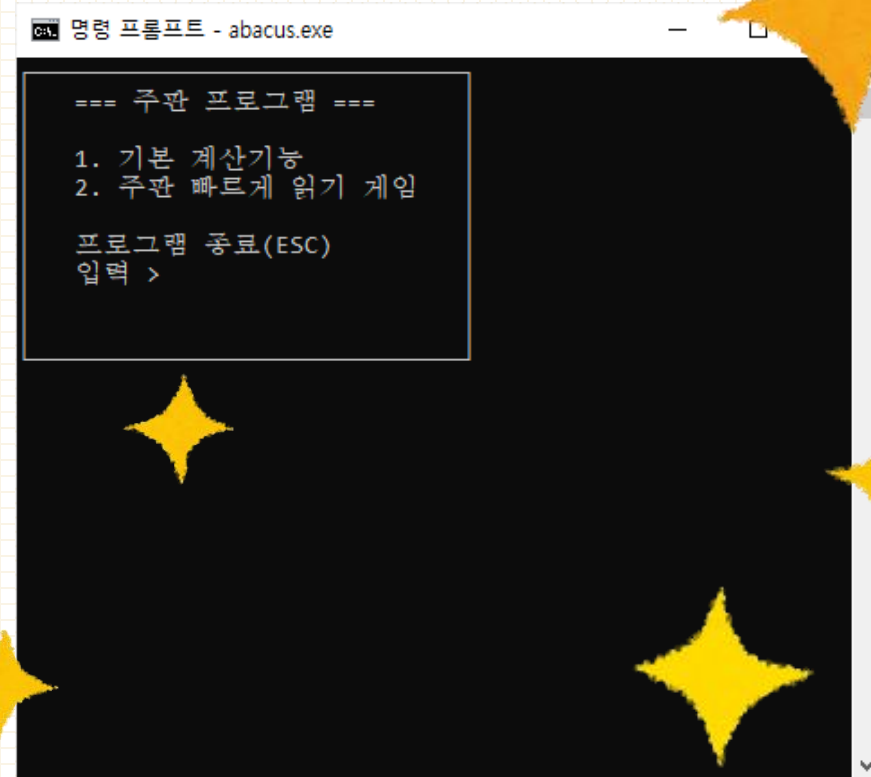 명령 프롬프트 - abacus.exe
=== 주판 프로그램 ===
1. 기본 계산기능
2. 주판 빠르게 읽기 게임
프로그램 종료(ESC)
입력 >